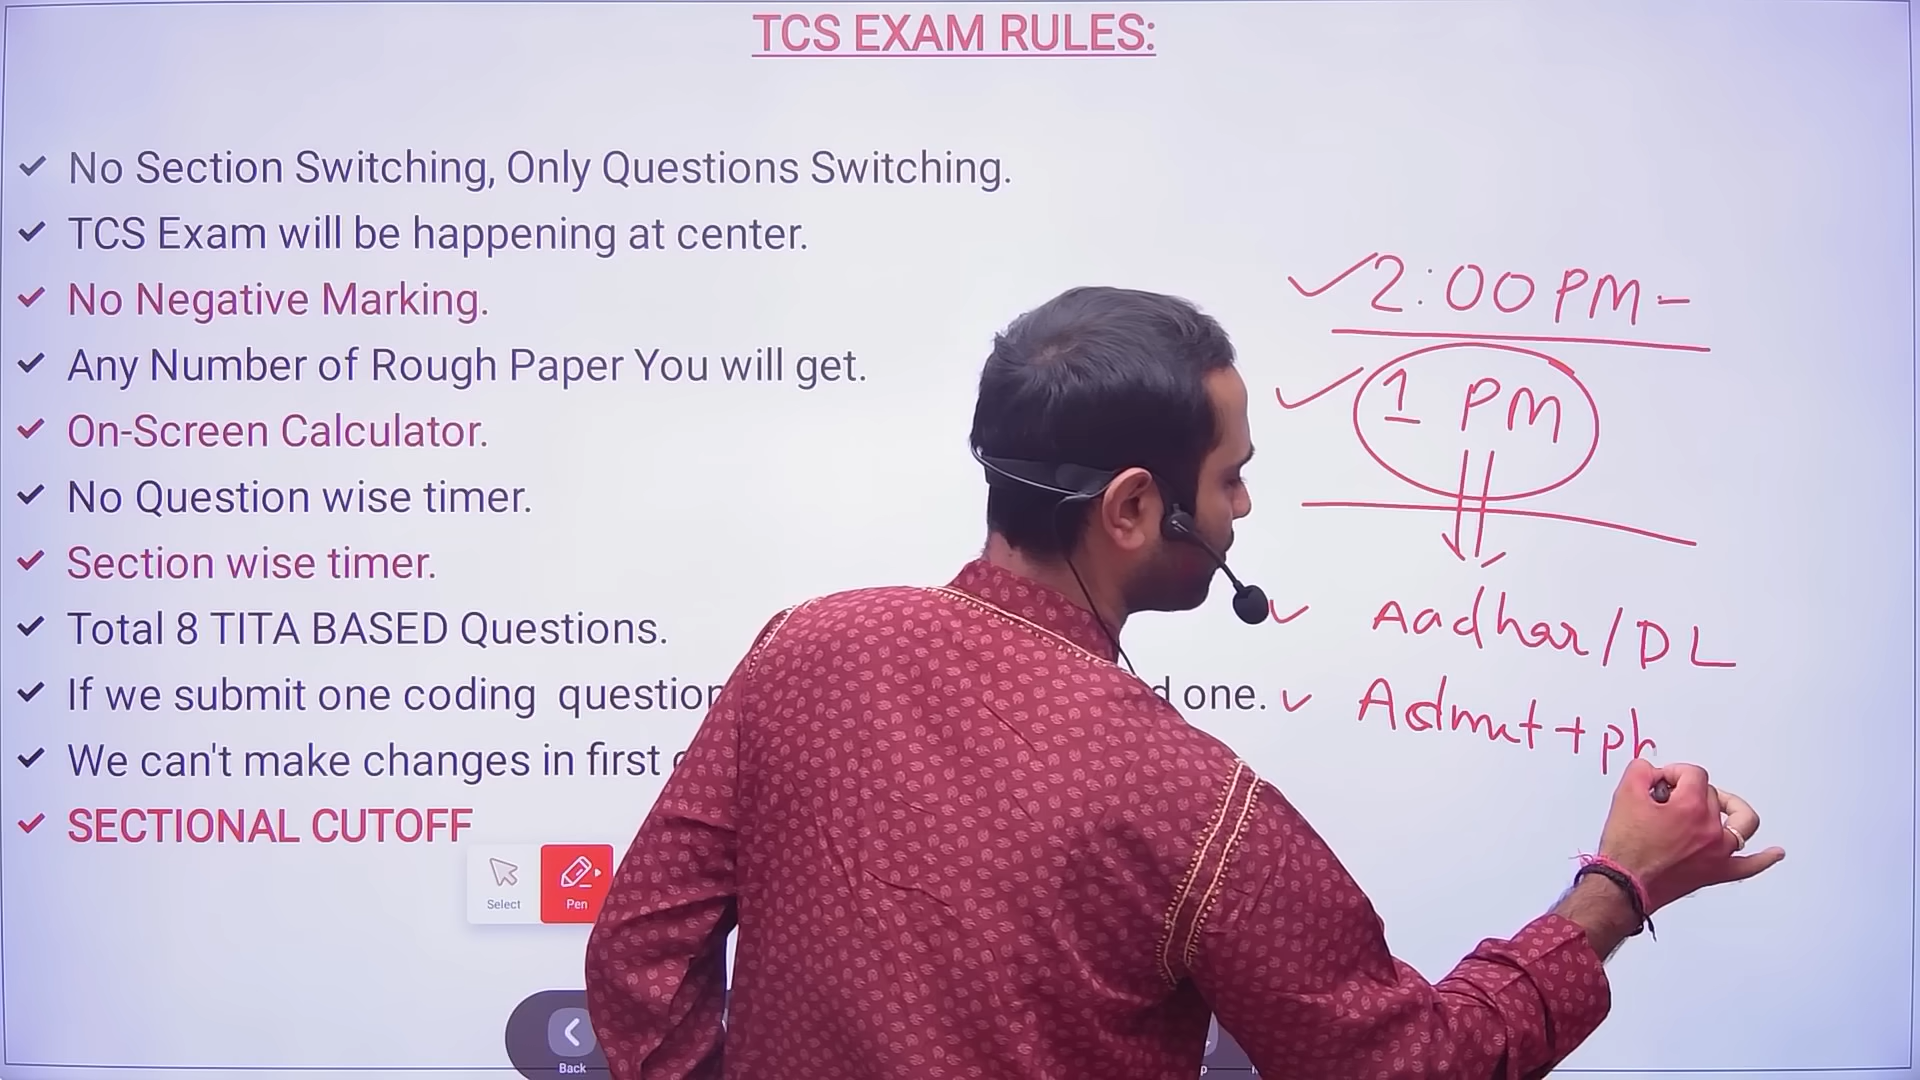 TCS EXAM RULES:
No Section Switching, Only Questions Switching.
TCS Exam will be happening at center.
No Negative Marking.
Any Number of Rough Paper You will get.
On-Screen Calculator.
No Question wise timer.
Section wise timer.
Total 8 TITA BASED Questions.
If we submit one coding question one.
We can't make changes in first
SECTIONAL CUTOFF
2:00 PM -
1 PM
Aadhar/DL
Admit + ph
Select
Pen
Back